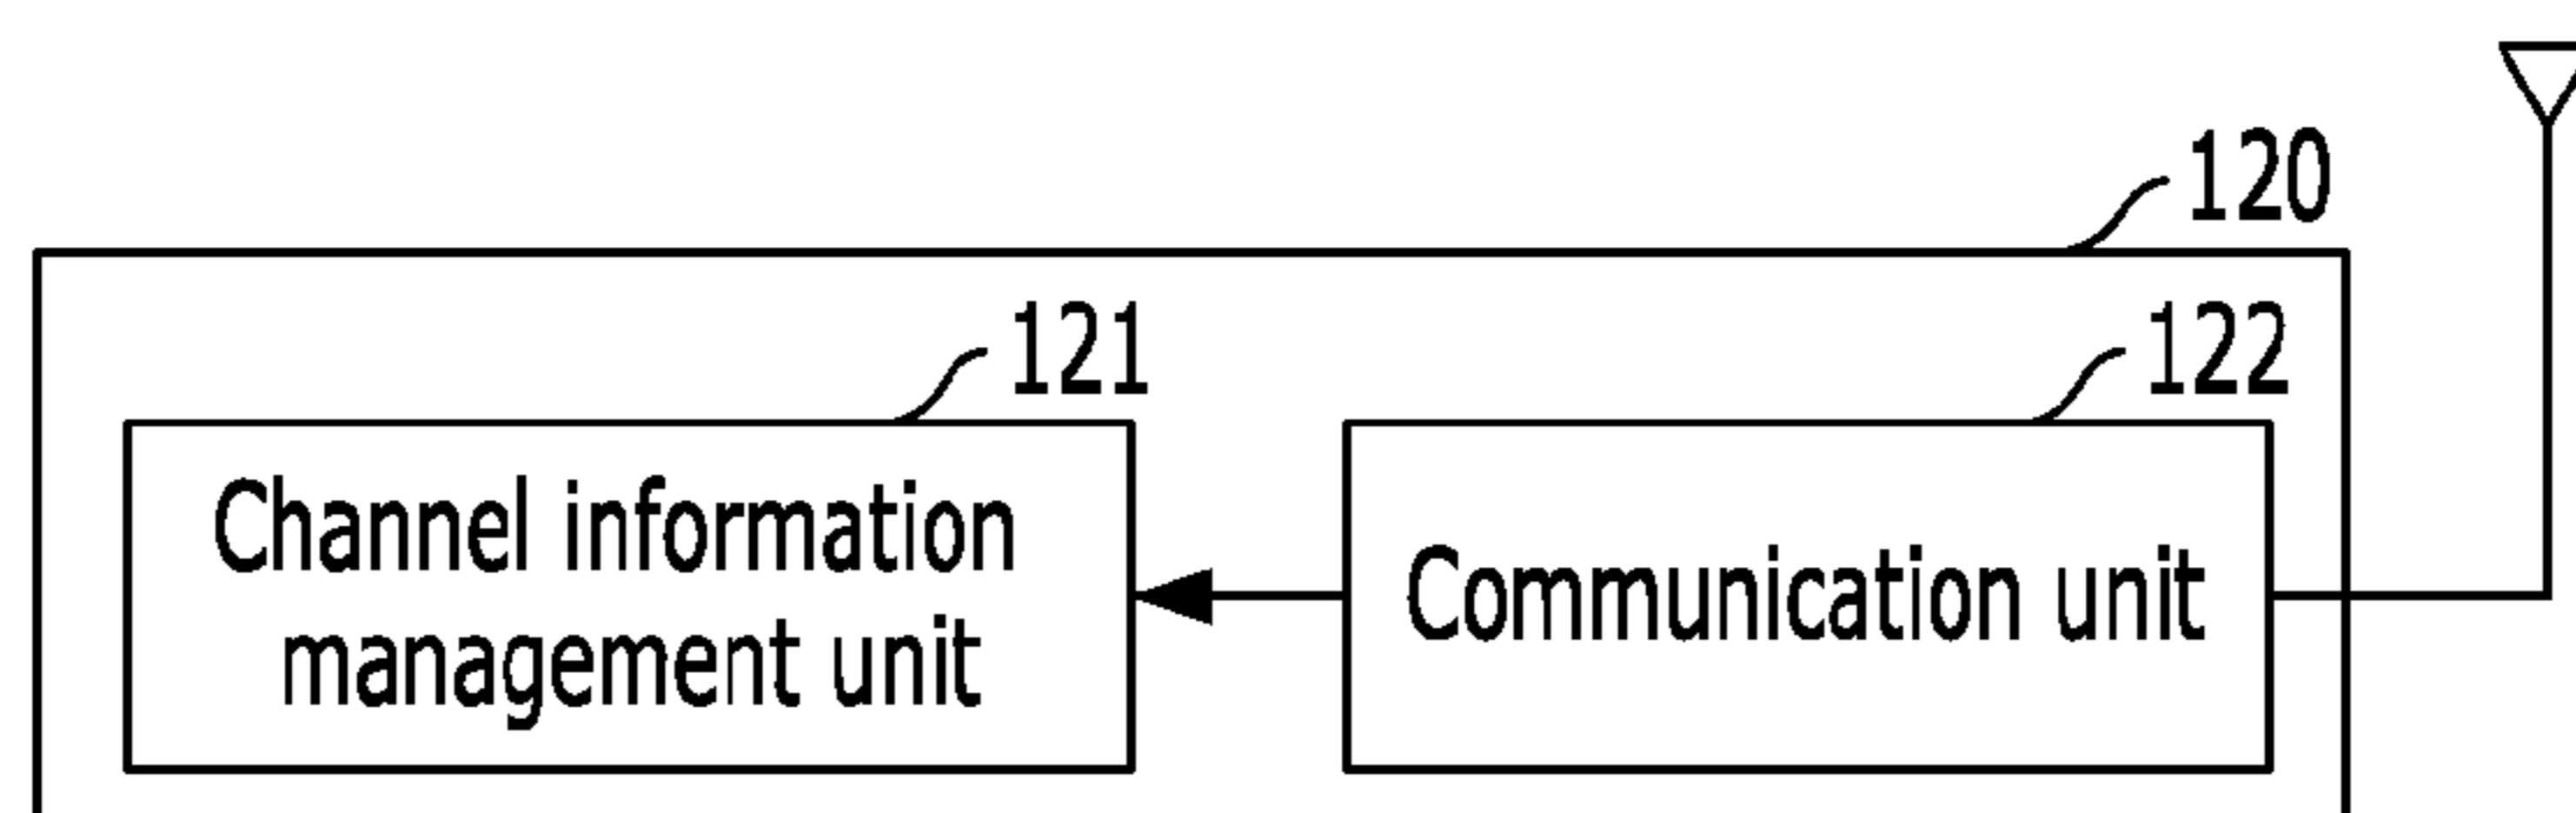 120
121
122
Channel information
management unit
Communication unit